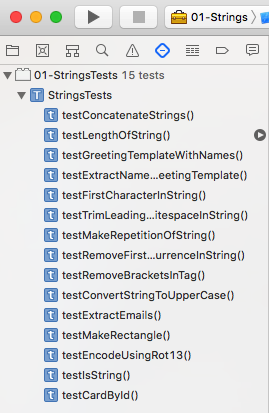 01-Strings
01-StringsTests 15 tests
T StringsTests
t testConcatenateStrings()
t testLengthOfString()
t testGreetingTemplateWithNames()
t testExtractName...eetingTemplate()
t testFirstCharacterInString()
t testTrimLeading...itespaceInString()
t testMakeRepetitionOfString()
t testRemoveFirst...urrenceInString()
t testRemoveBracketsInTag()
t testConvertStringToUpperCase()
t testExtractEmails()
t testMakeRectangle()
t testEncodeUsingRot13()
t testIsString()
t testCardById()